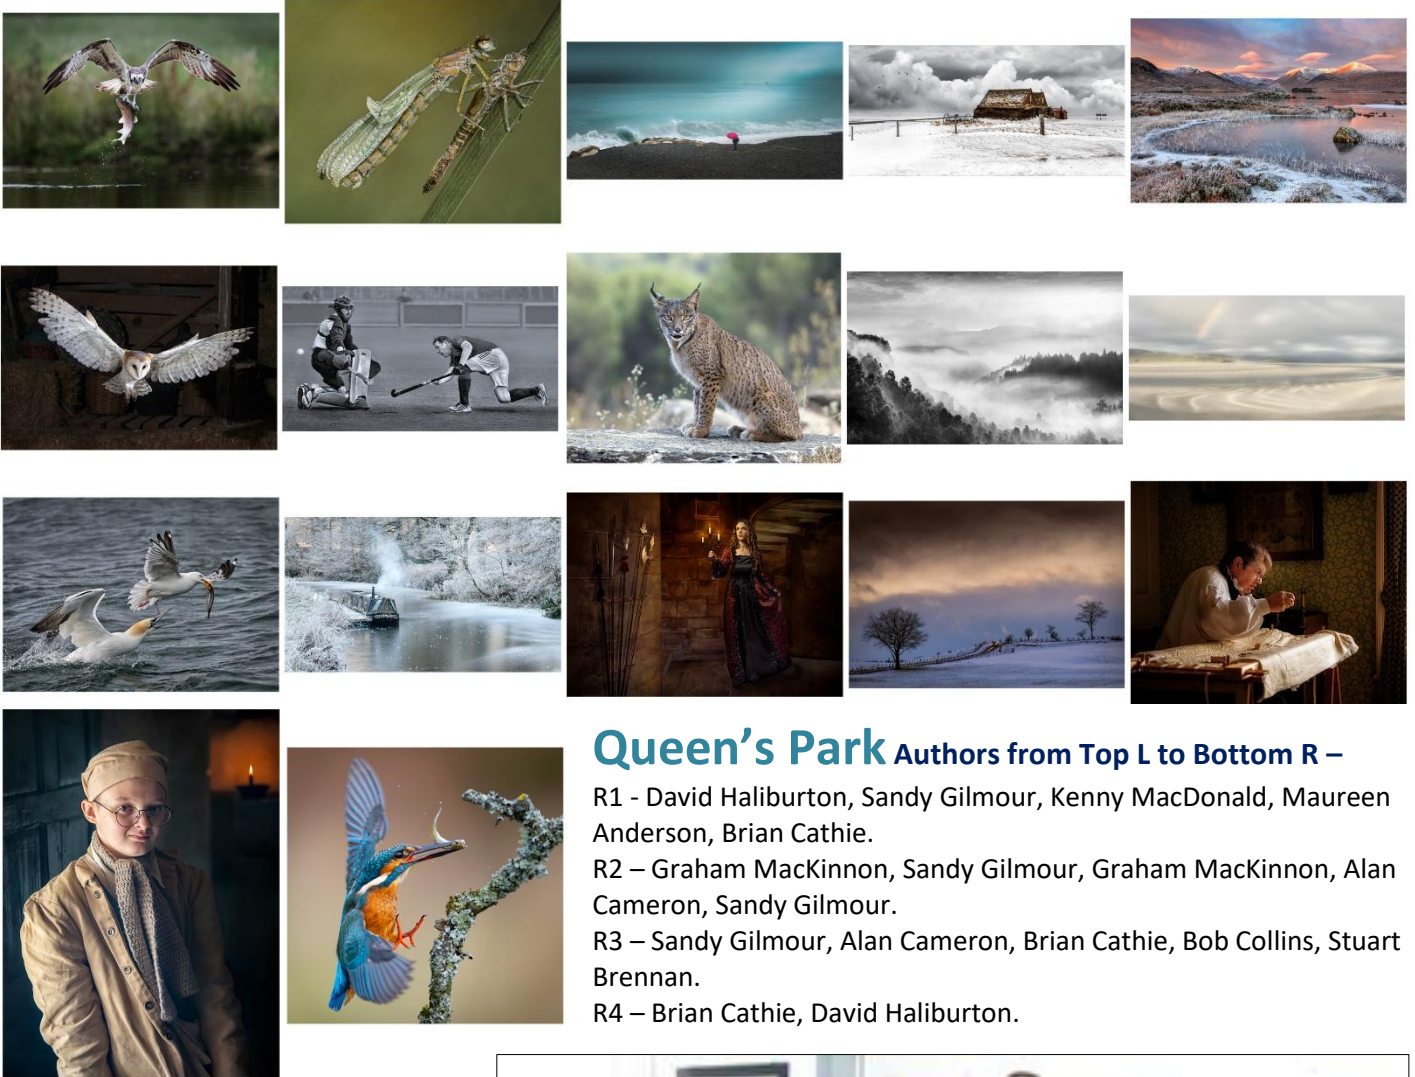 Queen’s Park Authors from Top L to Bottom R –
R1 - David Haliburton, Sandy Gilmour, Kenny MacDonald, Maureen
Anderson, Brian Cathie.
R2 – Graham MacKinnon, Sandy Gilmour, Graham MacKinnon, Alan
Cameron, Sandy Gilmour.
R3 – Sandy Gilmour, Alan Cameron, Brian Cathie, Bob Collins, Stuart
Brennan.
R4 – Brian Cathie, David Haliburton.